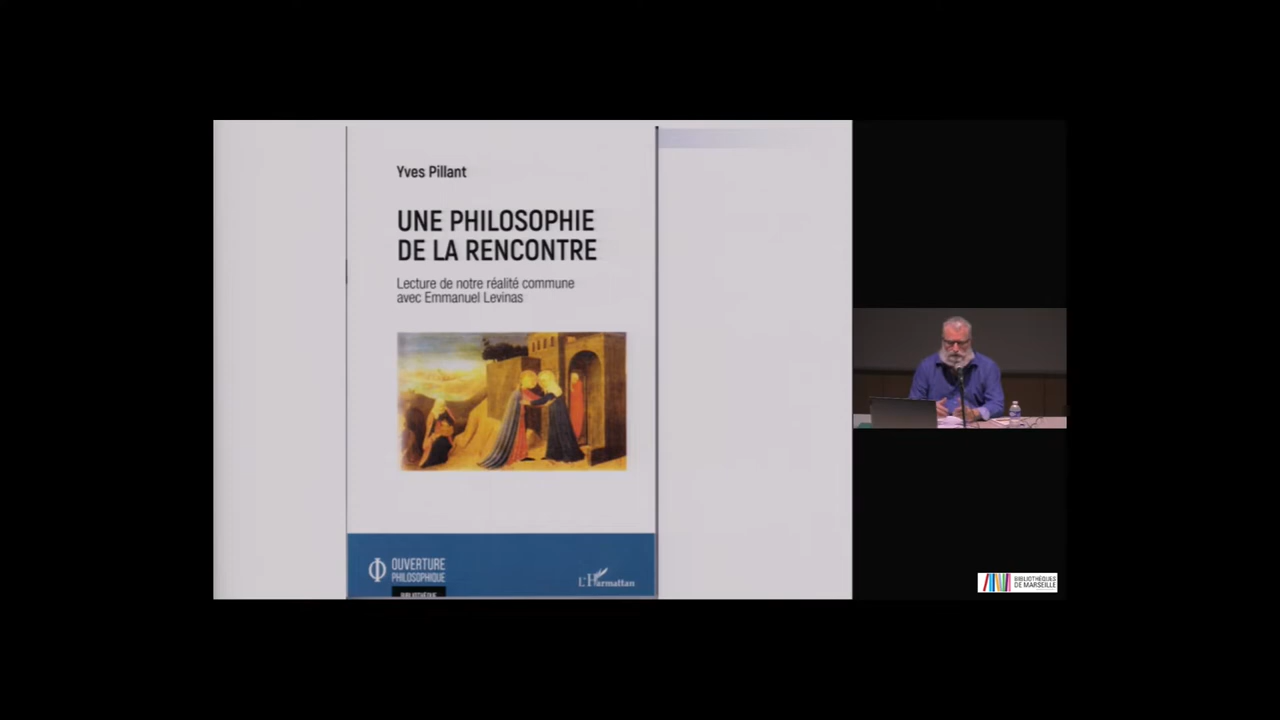 Yves Pillant
UNE PHILOSOPHIE
DE LA RENCONTRE
Lecture de notre réalité commune
avec Emmanuel Levinas
OUVERTURE
PHILOSOPHIQUE
BIBLIOTHÈQUE
L'Harmattan
BIBLIOTHÈQUES
DE MARSEILLE